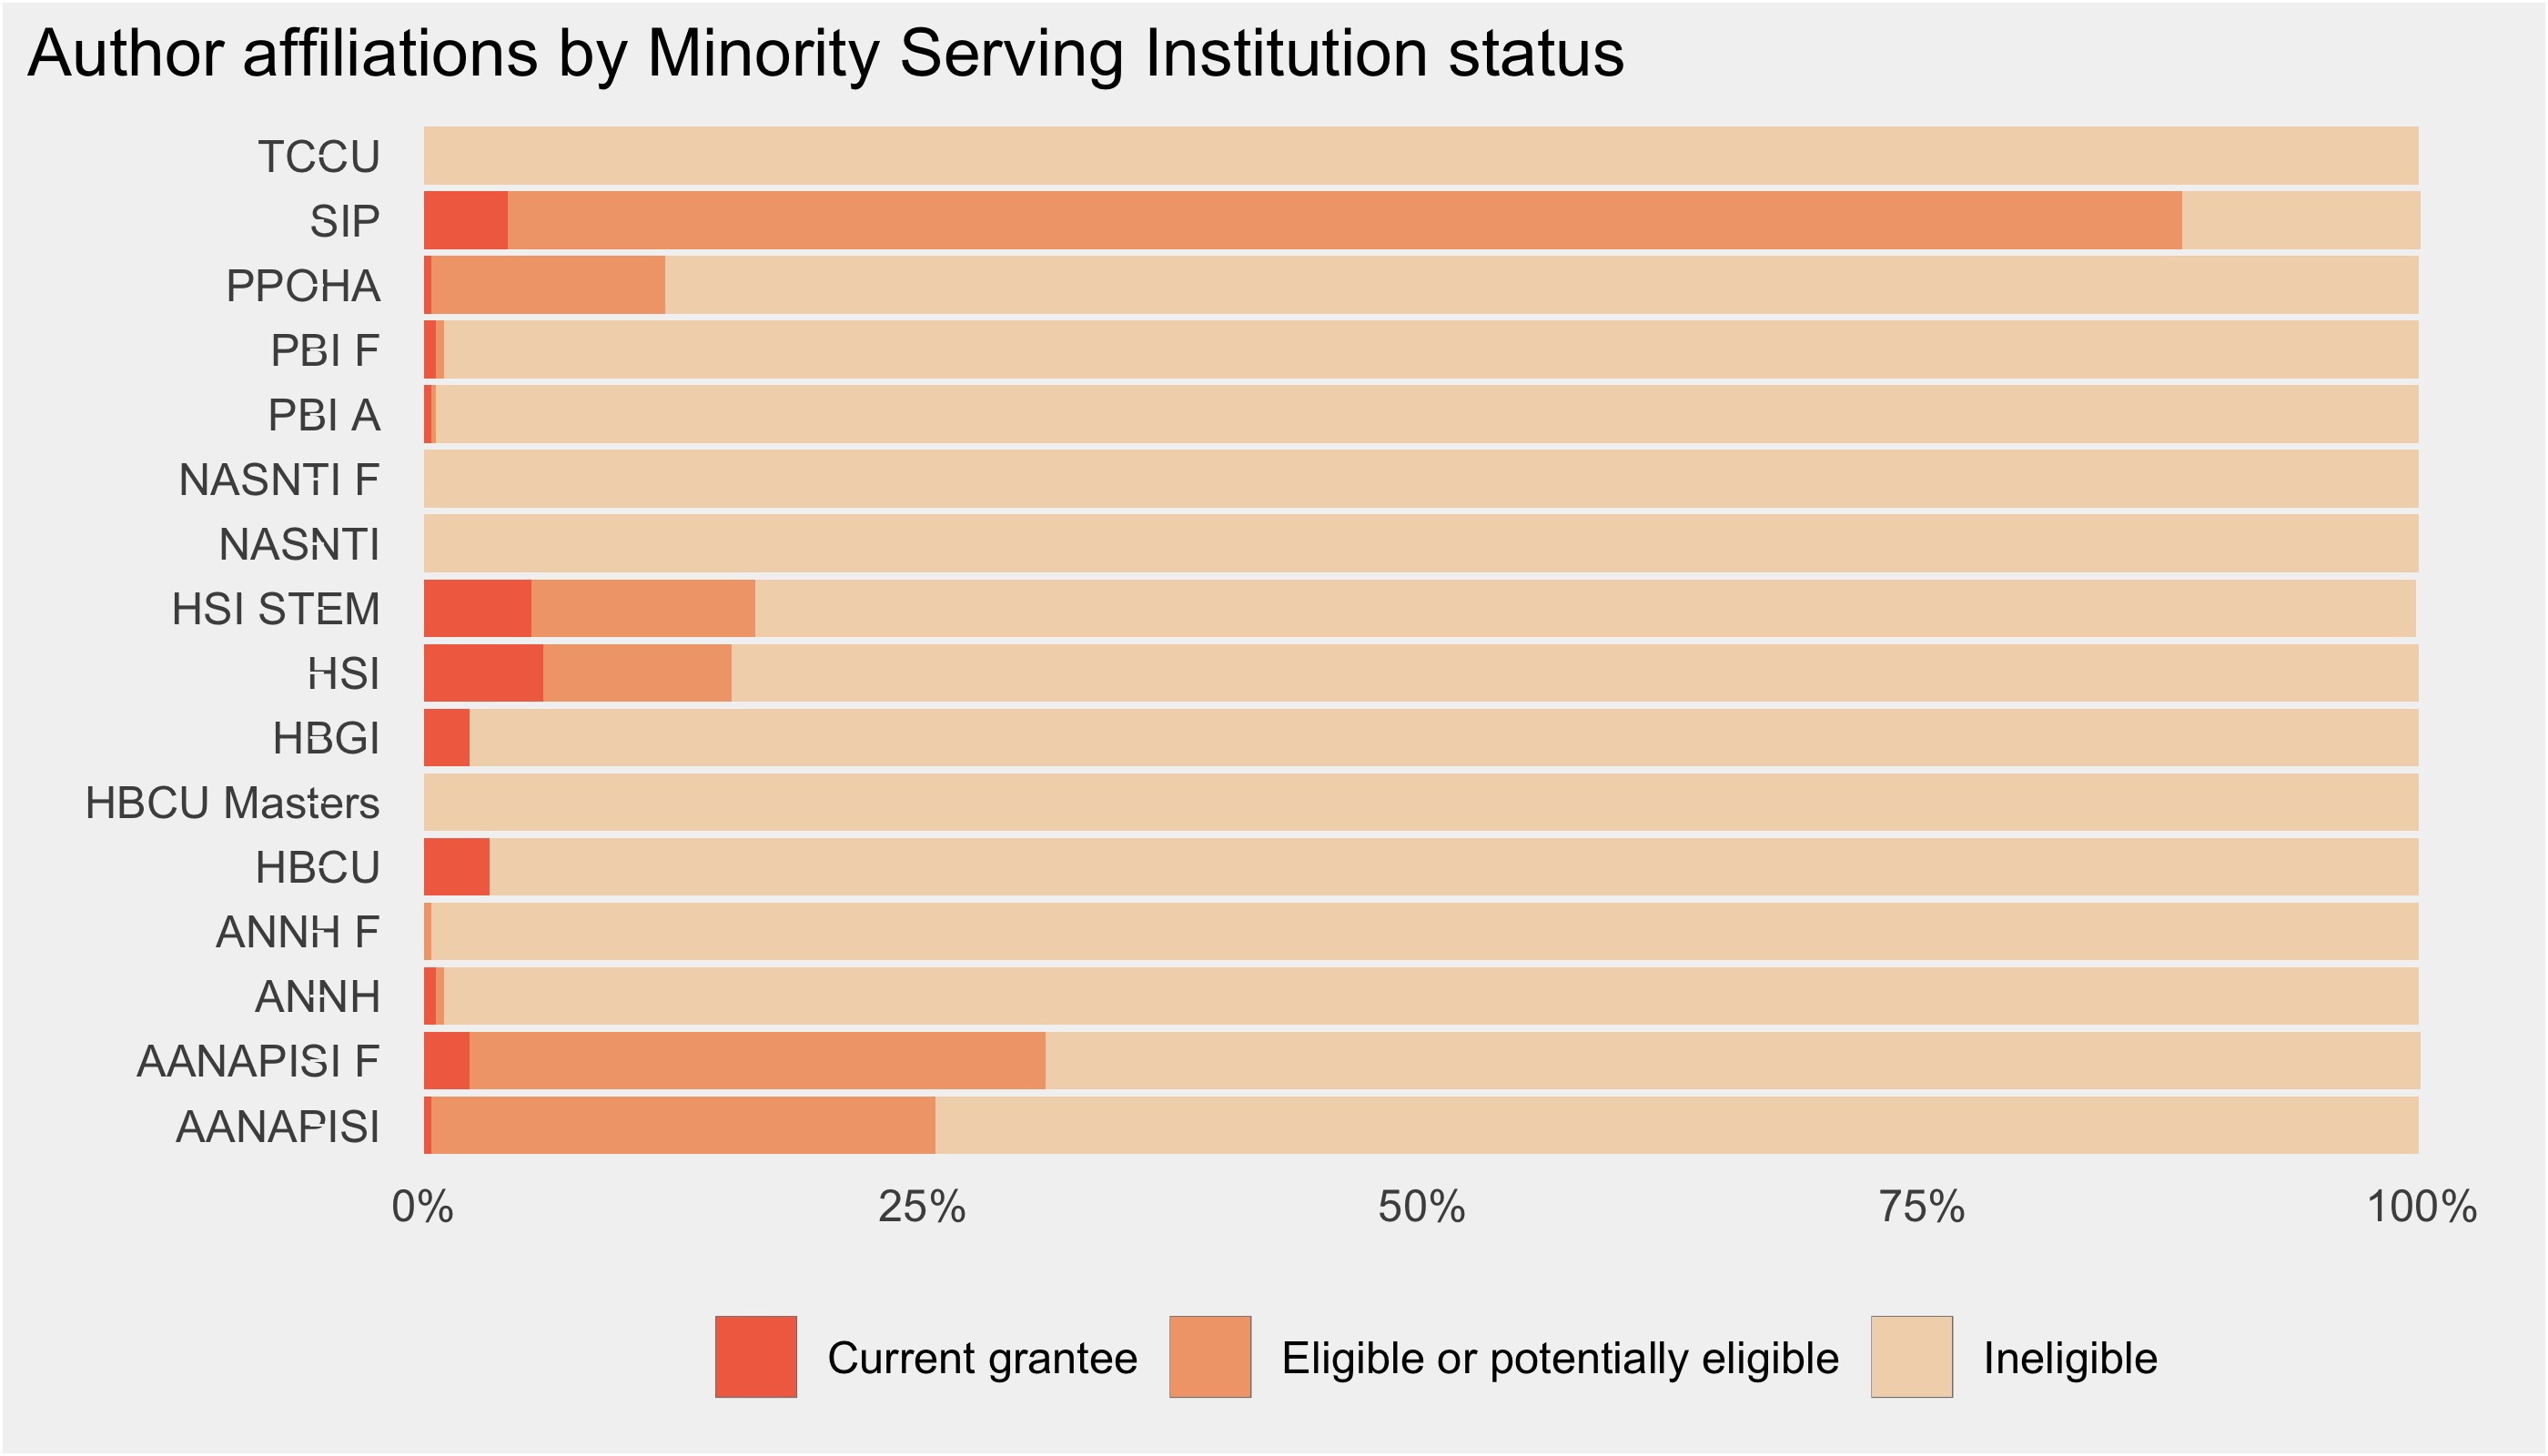 Author affiliations by Minority Serving Institution status
TCCU
SIP
PPOHA
PBI F
PBI A
NASNTI F
NASNTI
HSI STEM
HSI
HBGI
HBCU Masters
HBCU
ANNH F
ANNH
AANAPISI F
AANAPISI
0% 25% 50% 75% 100%
Current grantee Eligible or potentially eligible Ineligible